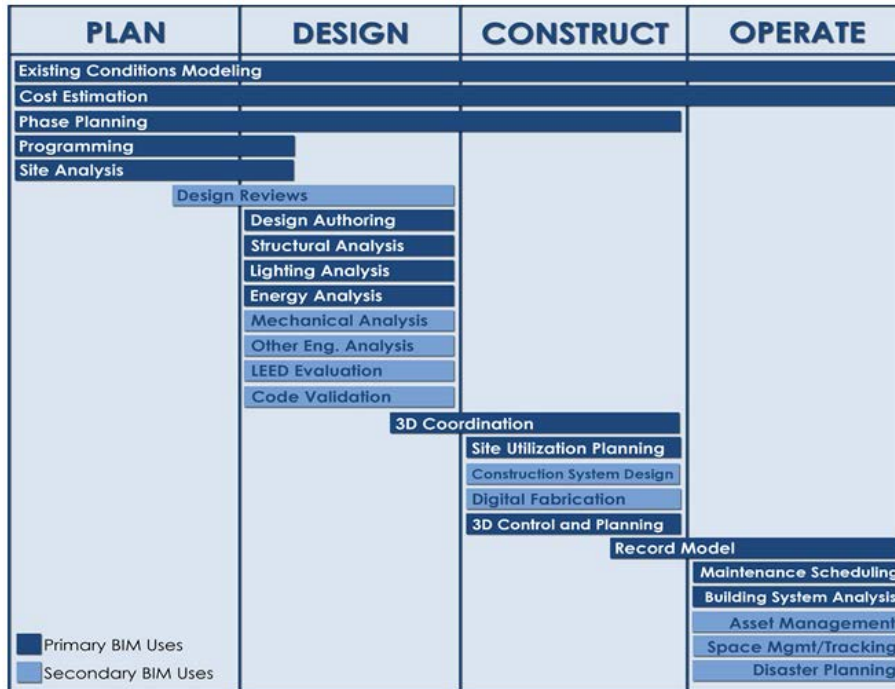 PLAN DESIGN CONSTRUCT OPERATE
Existing Conditions Modeling
Cost Estimation
Phase Planning
Programming
Site Analysis
Design Reviews
Design Authoring
Structural Analysis
Lighting Analysis
Energy Analysis
Mechanical Analysis
Other Eng. Analysis
LEED Evaluation
Code Validation
3D Coordination
Site Utilization Planning
Construction System Design
Digital Fabrication
3D Control and Planning
Record Model
Maintenance Scheduling
Building System Analysis
Asset Management
Space Mgmt/Tracking
Disaster Planning
Primary BIM Uses
Secondary BIM Uses